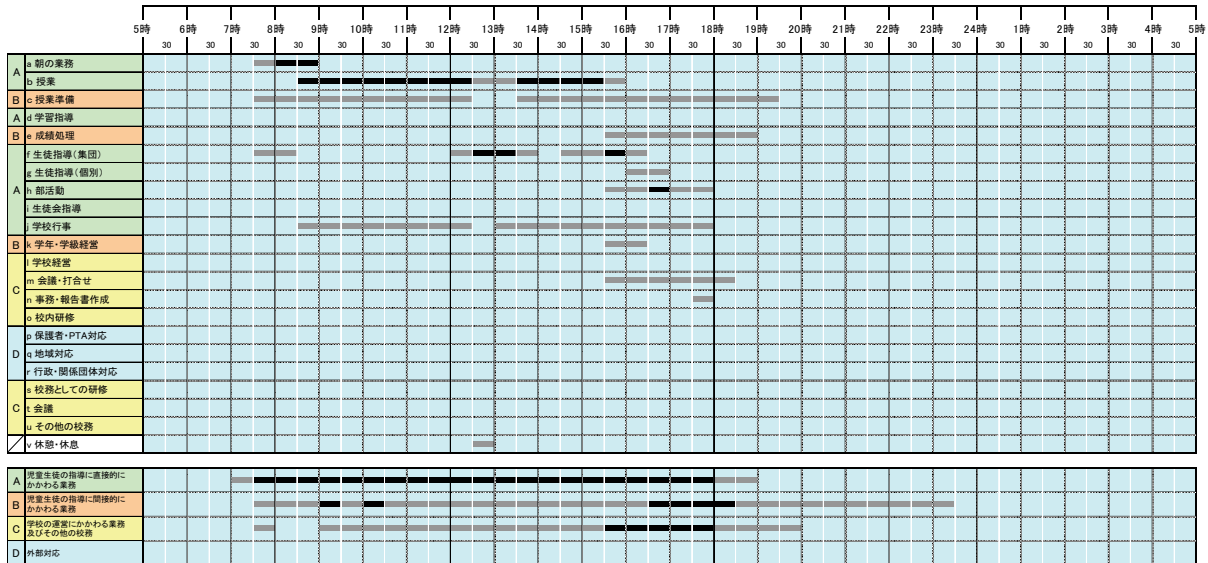 5時 6時 7時 8時 9時 10時 11時 12時 13時 14時 15時 16時 17時 18時 19時 20時 21時 22時 23時 24時 1時 2時 3時 4時 5時
30 30 30 30 30 30 30 30 30 30 30 30 30 30 30 30 30 30 30 30 30 30 30 30
A
a 朝の業務
b 授業
B
c 授業準備
A
d 学習指導
B
e 成績処理
A
f 生徒指導(集団)
g 生徒指導(個別)
h 部活動
i 生徒会指導
j 学校行事
B
k 学年・学級経営
C
l 学校経営
m 会議・打合せ
n 事務・報告書作成
o 校内研修
D
p 保護者・PTA対応
q 地域対応
r 行政・関係団体対応
C
s 校務としての研修
t 会議
u その他の校務
v 休憩・休息
A
児童生徒の指導に直接的に
かかわる業務
B
児童生徒の指導に間接的に
かかわる業務
C
学校の運営にかかわる業務
及びその他の校務
D
外部対応